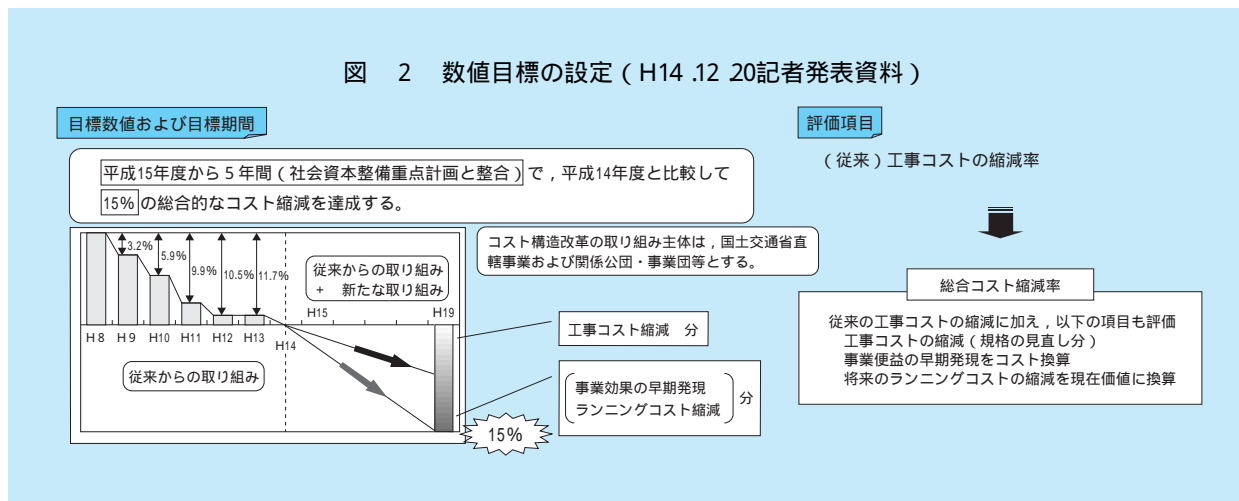 図　2　数値目標の設定（H14.12.20記者発表資料）
目標数値および目標期間
平成15年度から5年間（社会資本整備重点計画と整合）で，平成14年度と比較して
15%の総合的なコスト縮減を達成する。
コスト構造改革の取り組み主体は，国土交通省直
轄事業および関係公団・事業団等とする。
3.2%
5.9%
9.9%
10.5%
11.7%
従来からの取り組み
+　新たな取り組み
H15
H19
H8
H9
H10
H11
H12
H13
H14
従来からの取り組み
工事コスト縮減　分
事業効果の早期発現
ランニングコスト縮減
分
15%
評価項目
（従来）工事コストの縮減率
総合コスト縮減率
従来の工事コストの縮減に加え，以下の項目も評価
工事コストの縮減（規格の見直し分）
事業便益の早期発現をコスト換算
将来のランニングコストの縮減を現在価値に換算